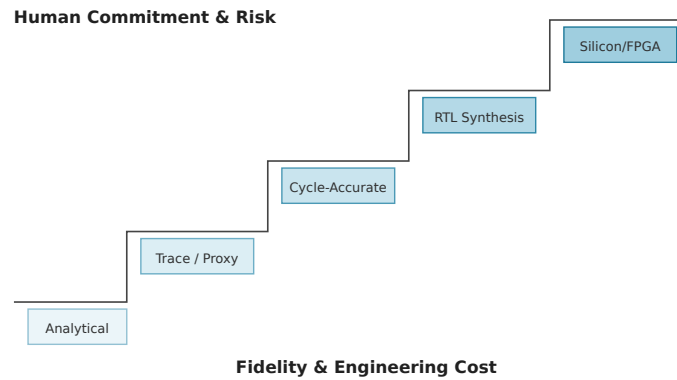 Human Commitment & Risk
Silicon/FPGA
RTL Synthesis
Cycle-Accurate
Trace / Proxy
Analytical
Fidelity & Engineering Cost